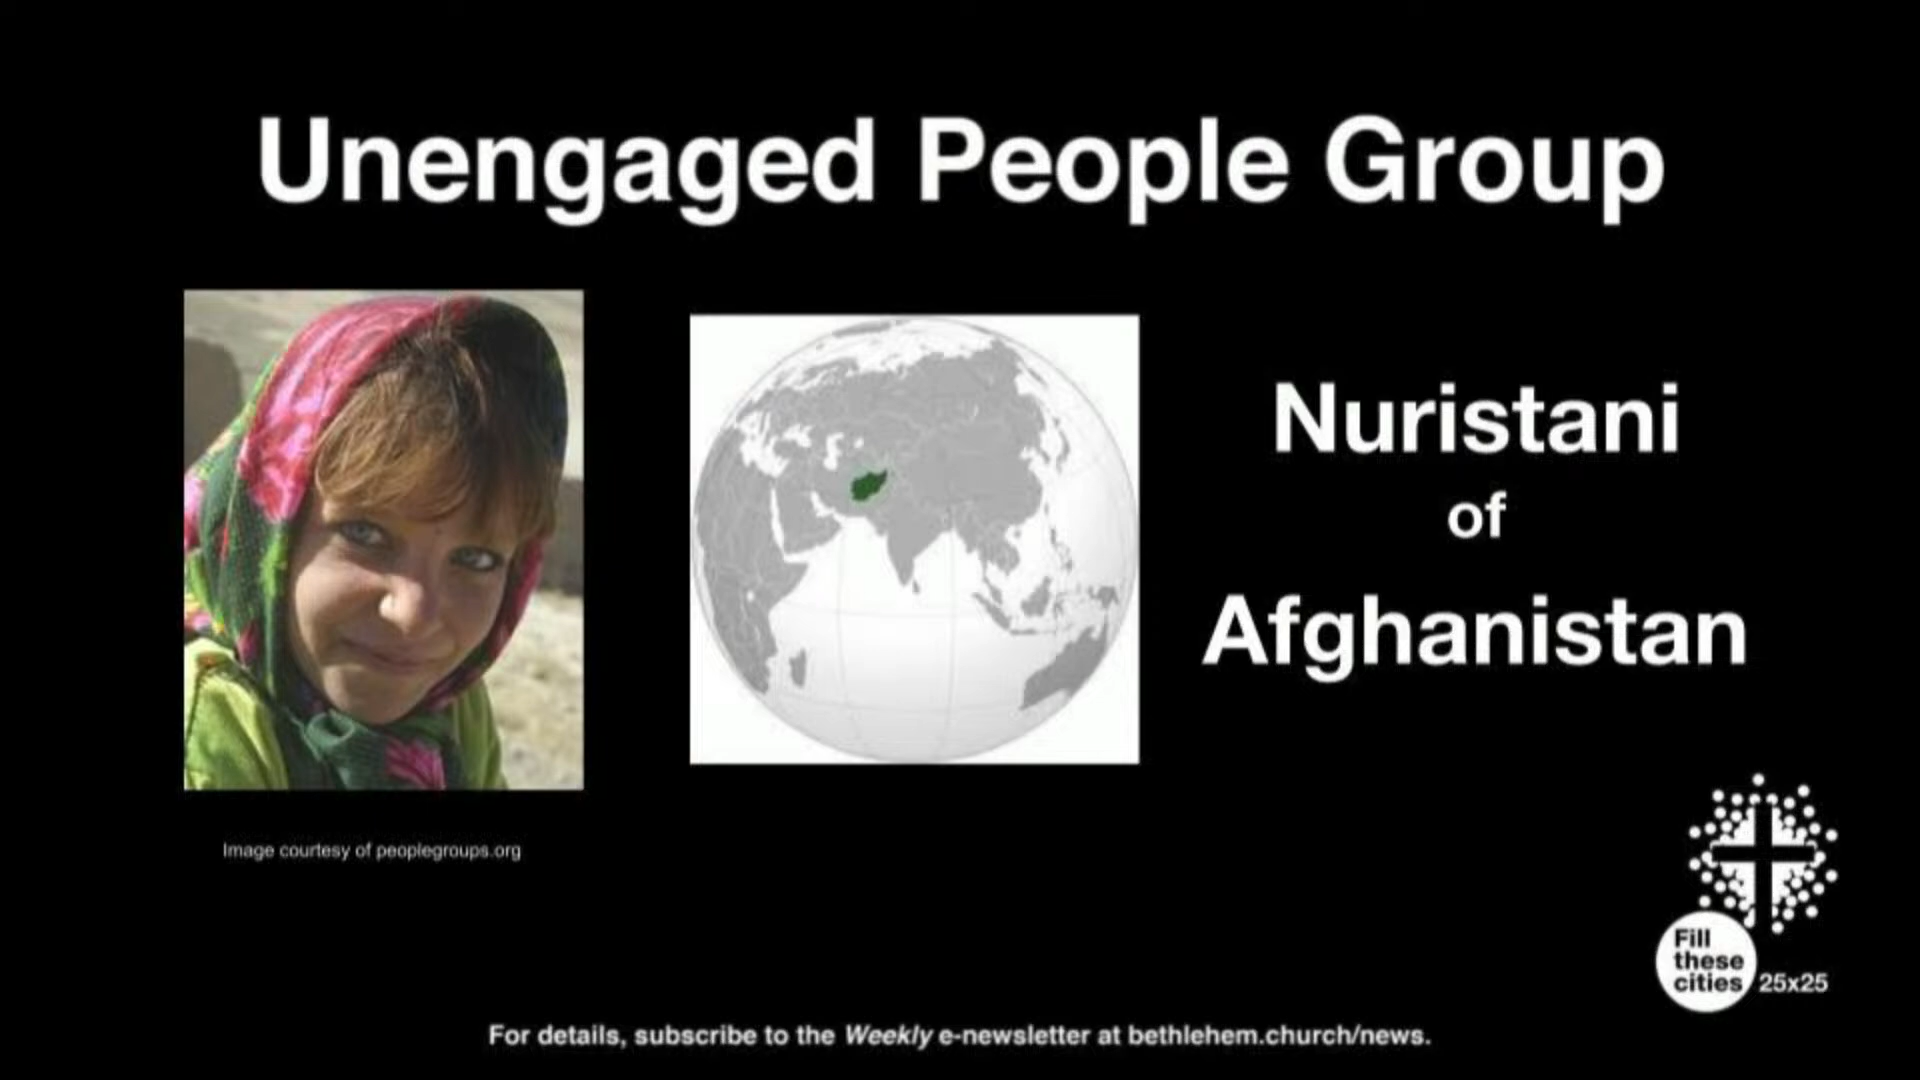 Unengaged People Group
Nuristani
of
Afghanistan
Image courtesy of peoplegroups.org
Fill
these
cities
25x25
For details, subscribe to the Weekly e-newsletter at bethlehem.church/news.